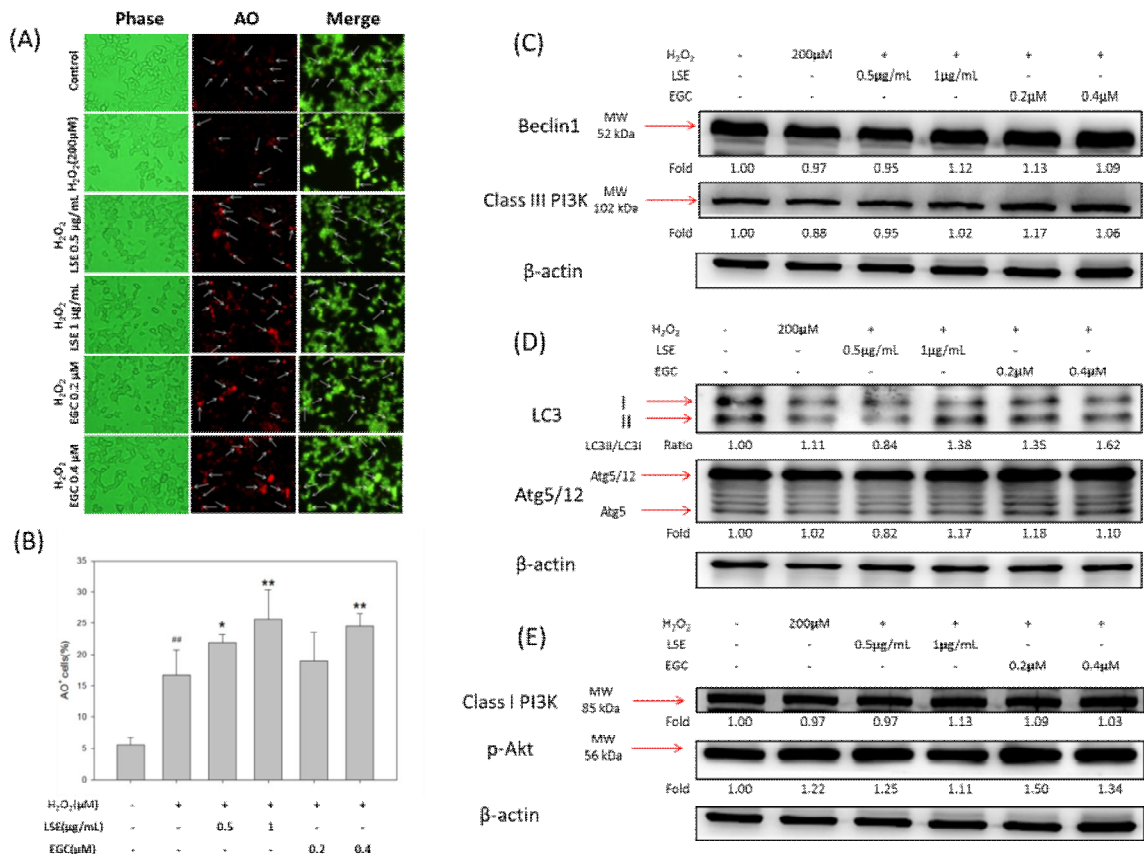 (A)
Phase AO Merge
Control
H₂O₂(200μM)
H₂O₂
LSE 0.5 μg/mL
H₂O₂
LSE 1 μg/mL
H₂O₂
EGC 0.2 μM
H₂O₂
EGC 0.4 μM
(B)
AO⁺ cells(%)
35
30
25
20
15
10
5
0
## * ** **
H₂O₂(μM) - + + + + +
LSE(μg/mL) 0.5 1
EGC(μM) 0.2 0.4
(C)
H₂O₂ - 200μM + + + +
LSE - - 0.5μg/mL 1μg/mL - -
EGC - - - - 0.2μM 0.4μM
Beclin1 MW 52 kDa
Fold 1.00 0.97 0.95 1.12 1.13 1.09
Class III PI3K MW 102 kDa
Fold 1.00 0.88 0.95 1.02 1.17 1.06
β-actin
(D)
H₂O₂ - 200μM + + + +
LSE - - 0.5μg/mL 1μg/mL - -
EGC - - - - 0.2μM 0.4μM
LC3 I
II
LC3II/LC3I Ratio 1.00 1.11 0.84 1.38 1.35 1.62
Atg5/12 Atg5/12
Atg5
Fold 1.00 1.02 0.82 1.17 1.18 1.10
β-actin
(E)
H₂O₂ - 200μM + + + +
LSE - - 0.5μg/mL 1μg/mL - -
EGC - - - - 0.2μM 0.4μM
Class I PI3K MW 85 kDa
Fold 1.00 0.97 0.97 1.13 1.09 1.03
p-Akt MW 56 kDa
Fold 1.00 1.22 1.25 1.11 1.50 1.34
β-actin